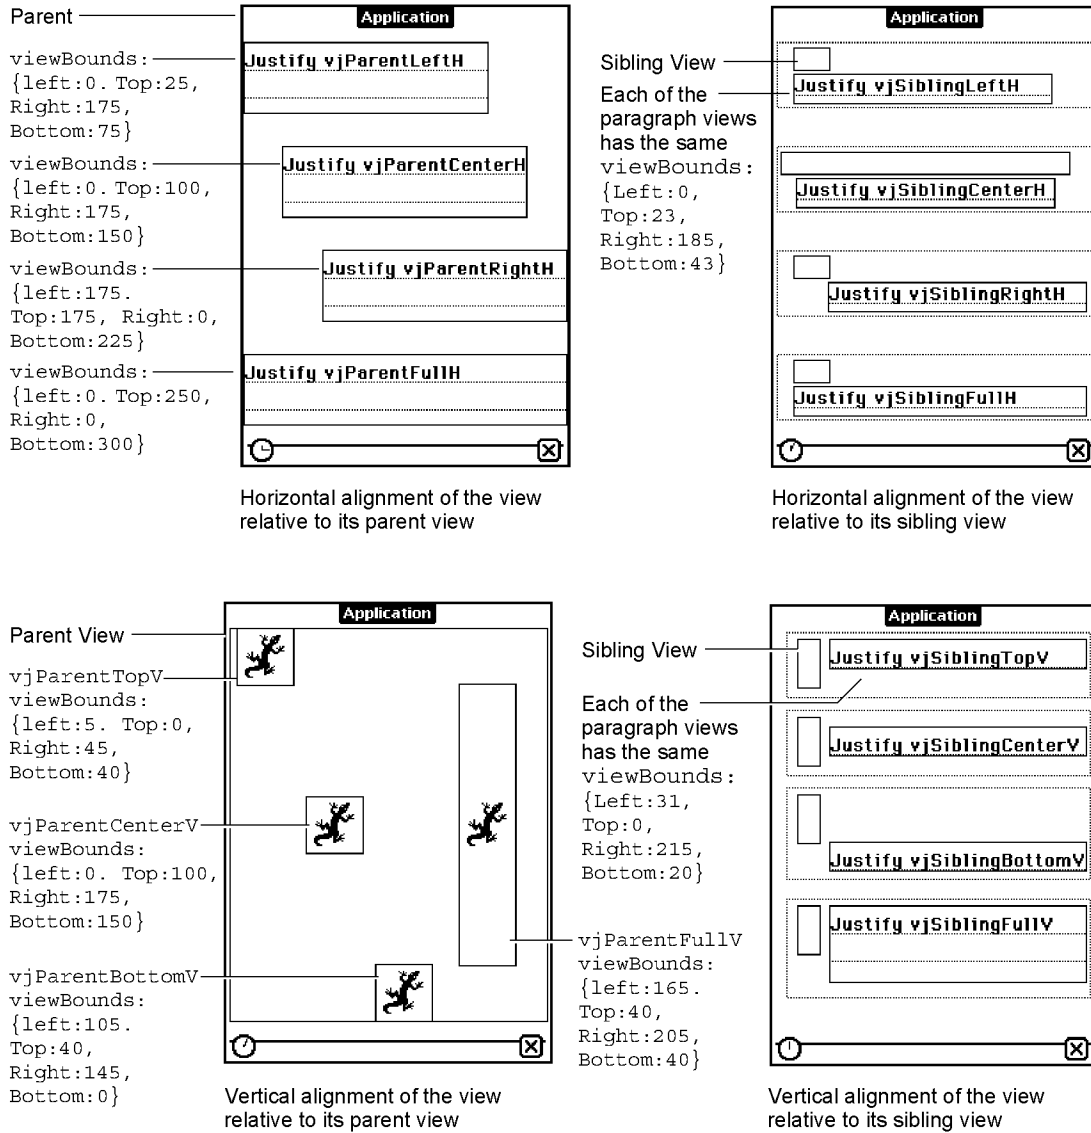 Parent
Application
viewBounds:
{left:0. Top:25,
Right:175,
Bottom:75}
Justify vjParentLeftH
viewBounds:
{left:0. Top:100,
Right:175,
Bottom:150}
Justify vjParentCenterH
viewBounds:
{left:175.
Top:175, Right:0,
Bottom:225}
Justify vjParentRightH
viewBounds:
{left:0. Top:250,
Right:0,
Bottom:300}
Justify vjParentFullH
Horizontal alignment of the view
relative to its parent view
Application
Sibling View
Each of the
paragraph views
has the same
viewBounds:
{Left:0,
Top:23,
Right:185,
Bottom:43}
Justify vjSiblingLeftH
Justify vjSiblingCenterH
Justify vjSiblingRightH
Justify vjSiblingFullH
Horizontal alignment of the view
relative to its sibling view
Application
Parent View
vjParentTopV
viewBounds:
{left:5. Top:0,
Right:45,
Bottom:40}
vjParentCenterV
viewBounds:
{left:0. Top:100,
Right:175,
Bottom:150}
vjParentBottomV
viewBounds:
{left:105.
Top:40,
Right:145,
Bottom:0}
vjParentFullV
viewBounds:
{left:165.
Top:40,
Right:205,
Bottom:40}
Vertical alignment of the view
relative to its parent view
Application
Sibling View
Each of the
paragraph views
has the same
viewBounds:
{Left:31,
Top:0,
Right:215,
Bottom:20}
Justify vjSiblingTopV
Justify vjSiblingCenterV
Justify vjSiblingBottomV
Justify vjSiblingFullV
Vertical alignment of the view
relative to its sibling view